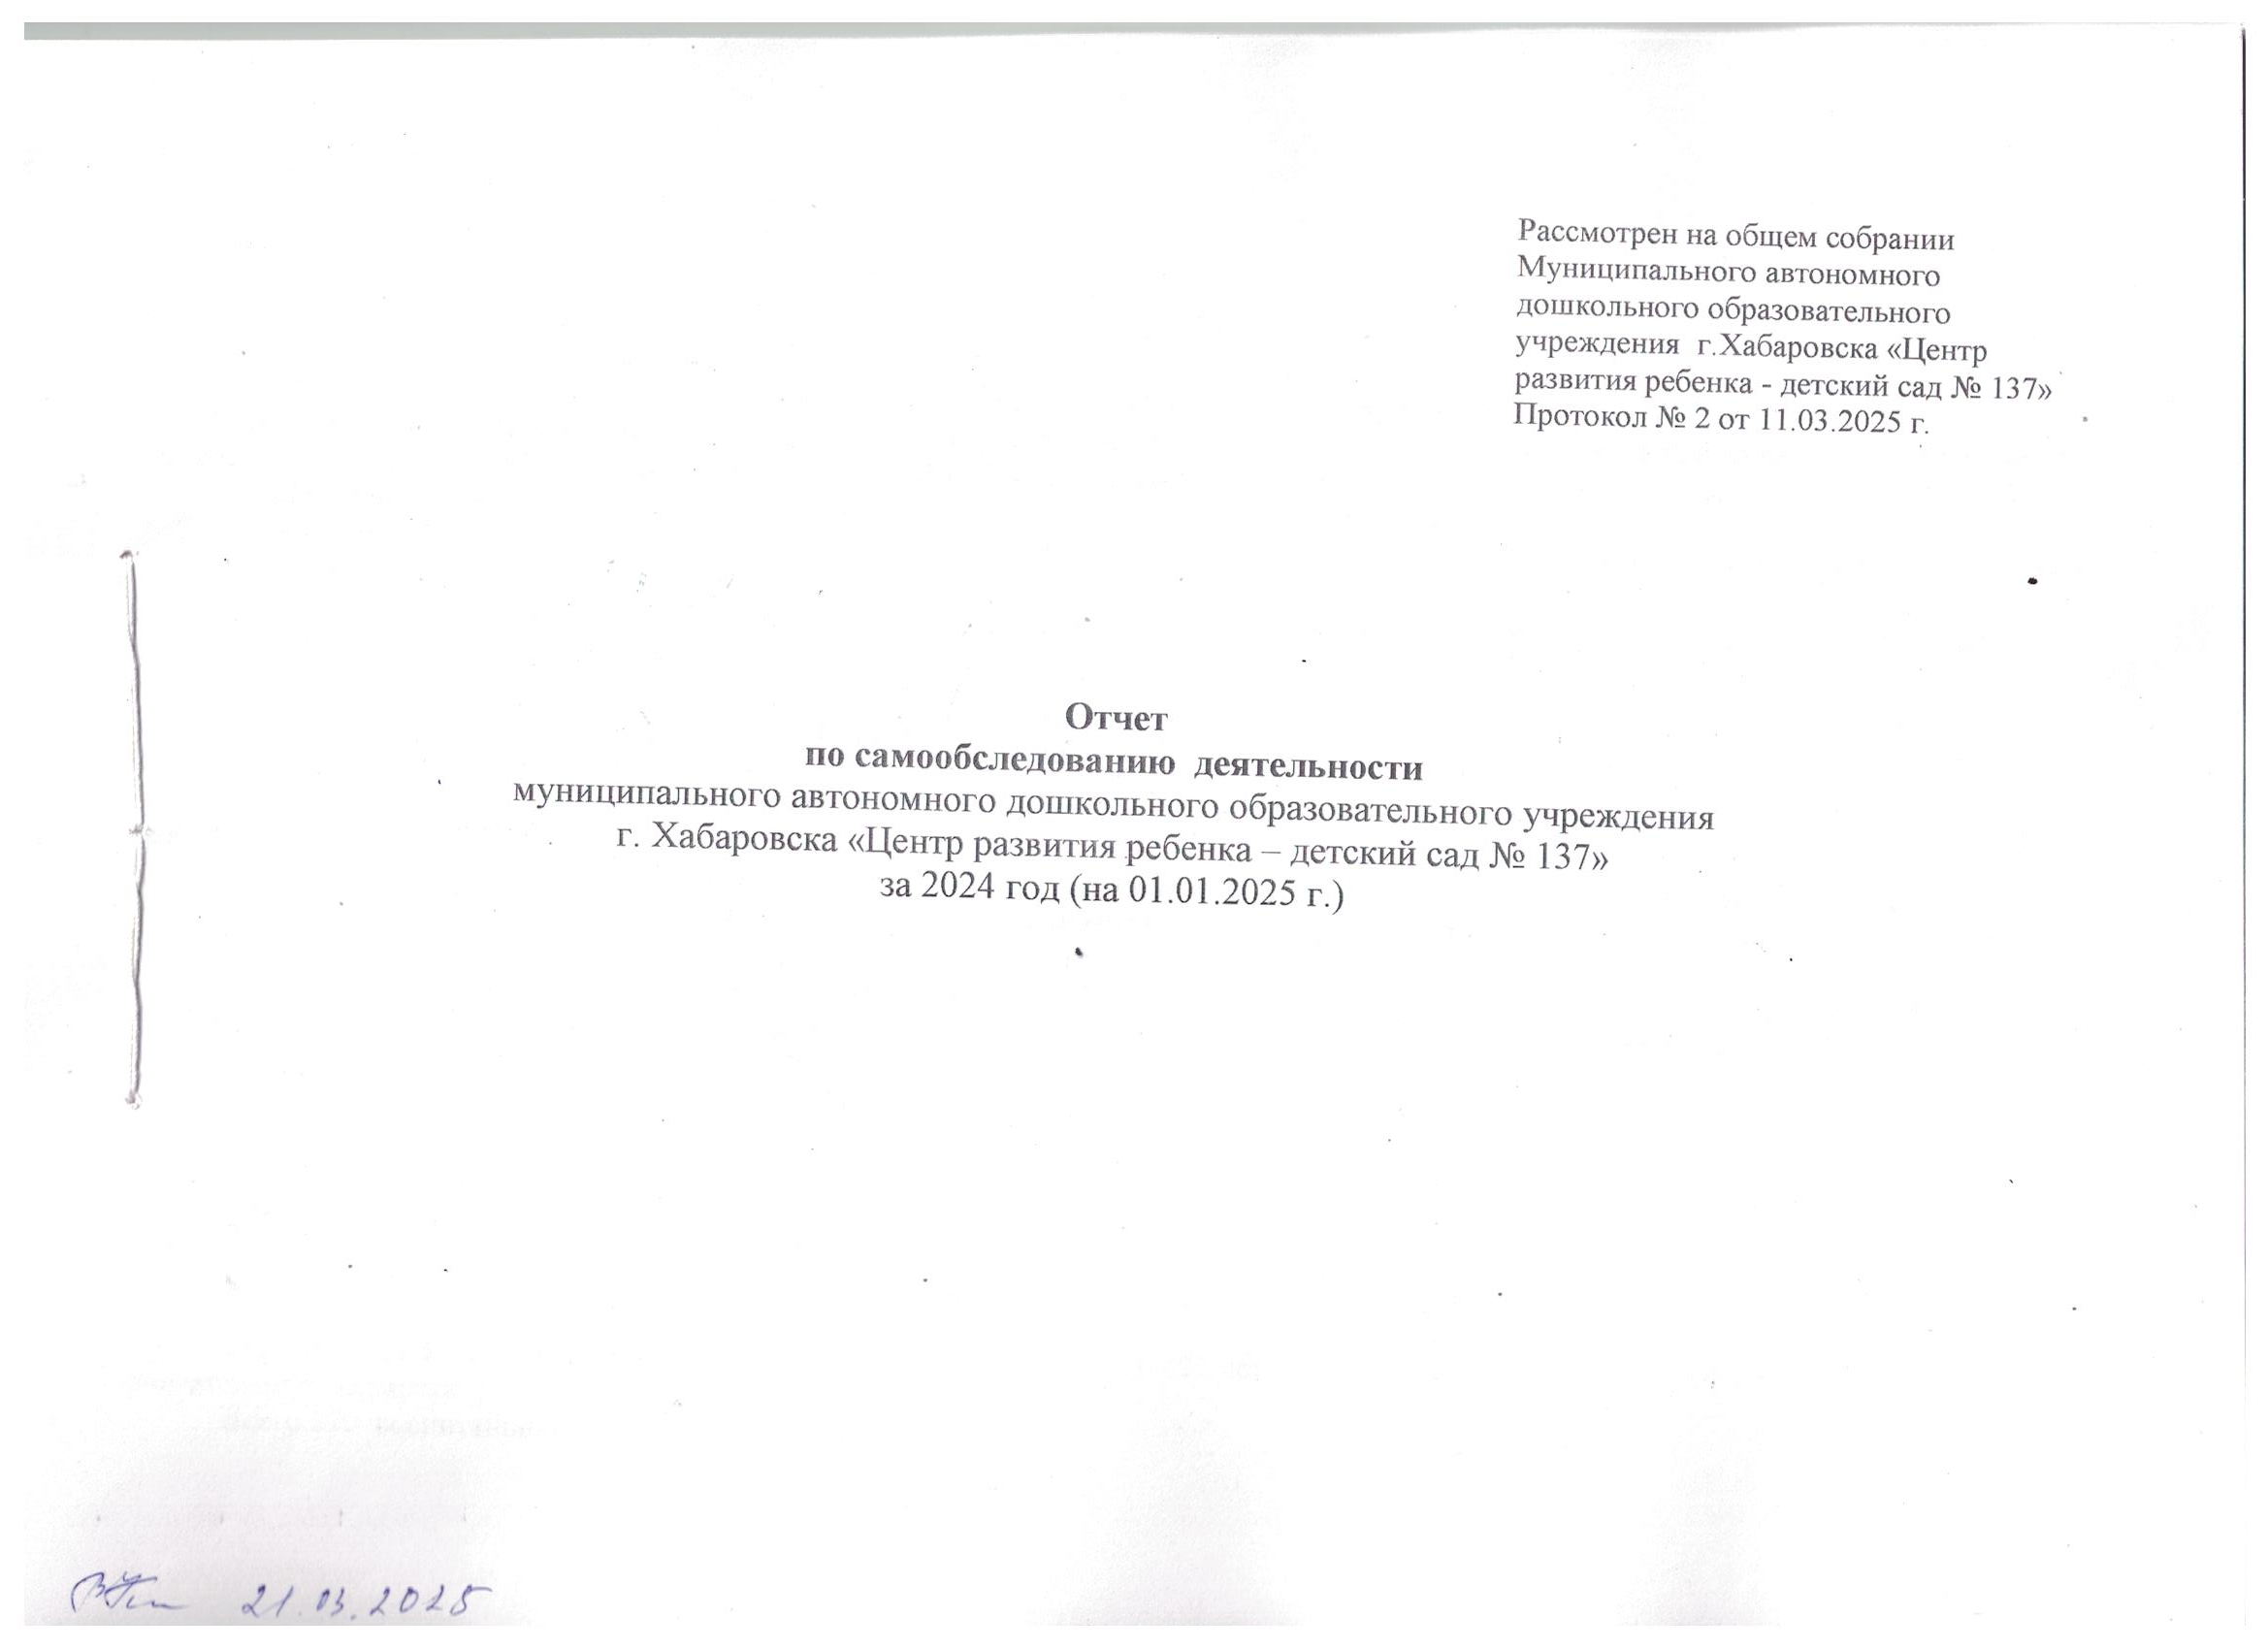 Рассмотрен на общем собрании
Муниципального автономного
дошкольного образовательного
учреждения г.Хабаровска «Центр
развития ребенка - детский сад № 137»
Протокол № 2 от 11.03.2025 г.
Отчет
по самообследованию деятельности
муниципального автономного дошкольного образовательного учреждения
г. Хабаровска «Центр развития ребенка – детский сад № 137»
за 2024 год (на 01.01.2025 г.)
21.03.2025